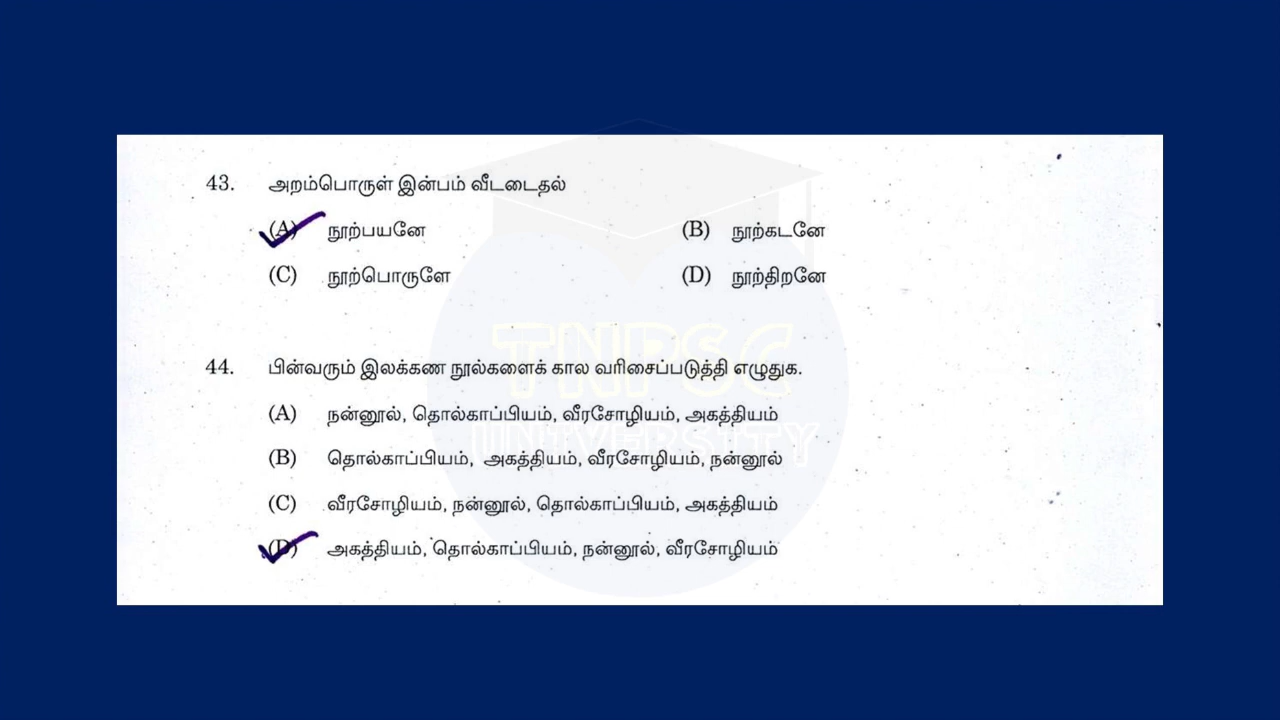 43. அறம்பொருள் இன்பம் வீடடைதல்
(A) நூற்பயனே (B) நூற்கடனே
(C) நூற்பொருளே (D) நூற்திறனே
44. பின்வரும் இலக்கண நூல்களைக் கால வரிசைப்படுத்தி எழுதுக.
(A) நன்னூல், தொல்காப்பியம், வீரசோழியம், அகத்தியம்
(B) தொல்காப்பியம், அகத்தியம், வீரசோழியம், நன்னூல்
(C) வீரசோழியம், நன்னூல், தொல்காப்பியம், அகத்தியம்
(D) அகத்தியம், தொல்காப்பியம், நன்னூல், வீரசோழியம்
TNPSC
UNIVERSITY